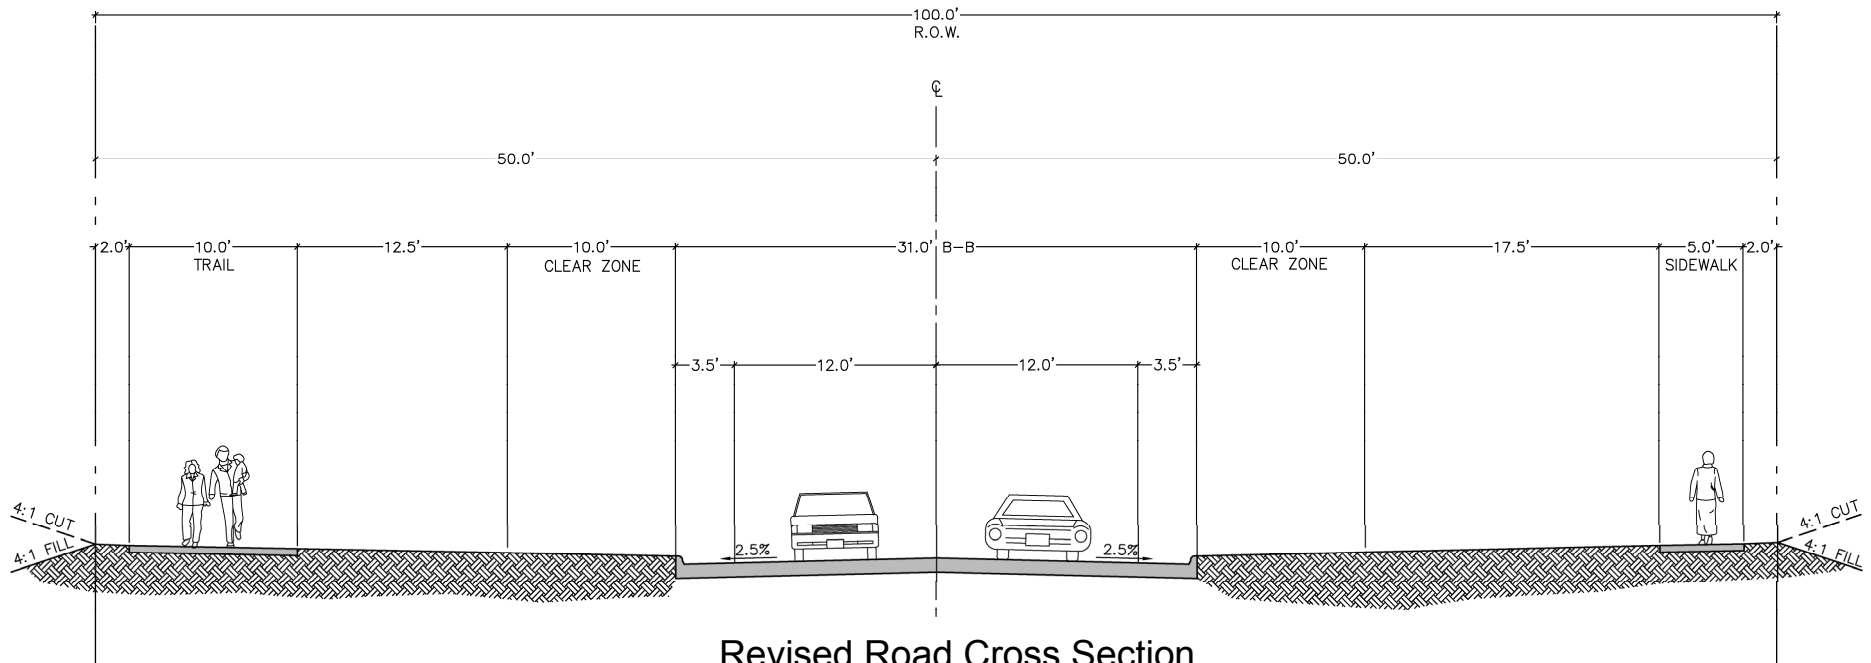 100.0'
R.O.W.
℄
50.0' 50.0'
2.0' 10.0' 12.5' 10.0' 31.0' B-B 10.0' 17.5' 5.0' 2.0'
TRAIL CLEAR ZONE CLEAR ZONE SIDEWALK
3.5' 12.0' 12.0' 3.5'
4:1 CUT 4:1 CUT
4:1 FILL 2.5% 2.5% 4:1 FILL
Revised Road Cross Section